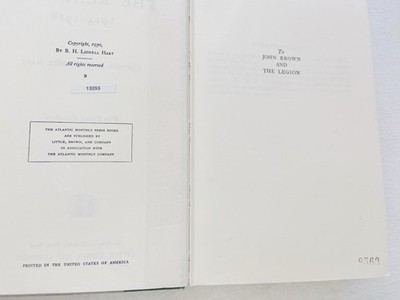 Copyright, 1930,
BY B. H. LIDDELL HART
All rights reserved
B
13255
THE ATLANTIC MONTHLY PRESS BOOKS
ARE PUBLISHED BY
LITTLE, BROWN, AND COMPANY
IN ASSOCIATION WITH
THE ATLANTIC MONTHLY COMPANY
PRINTED IN THE UNITED STATES OF AMERICA
To
JOHN BROWN
AND
THE LEGION